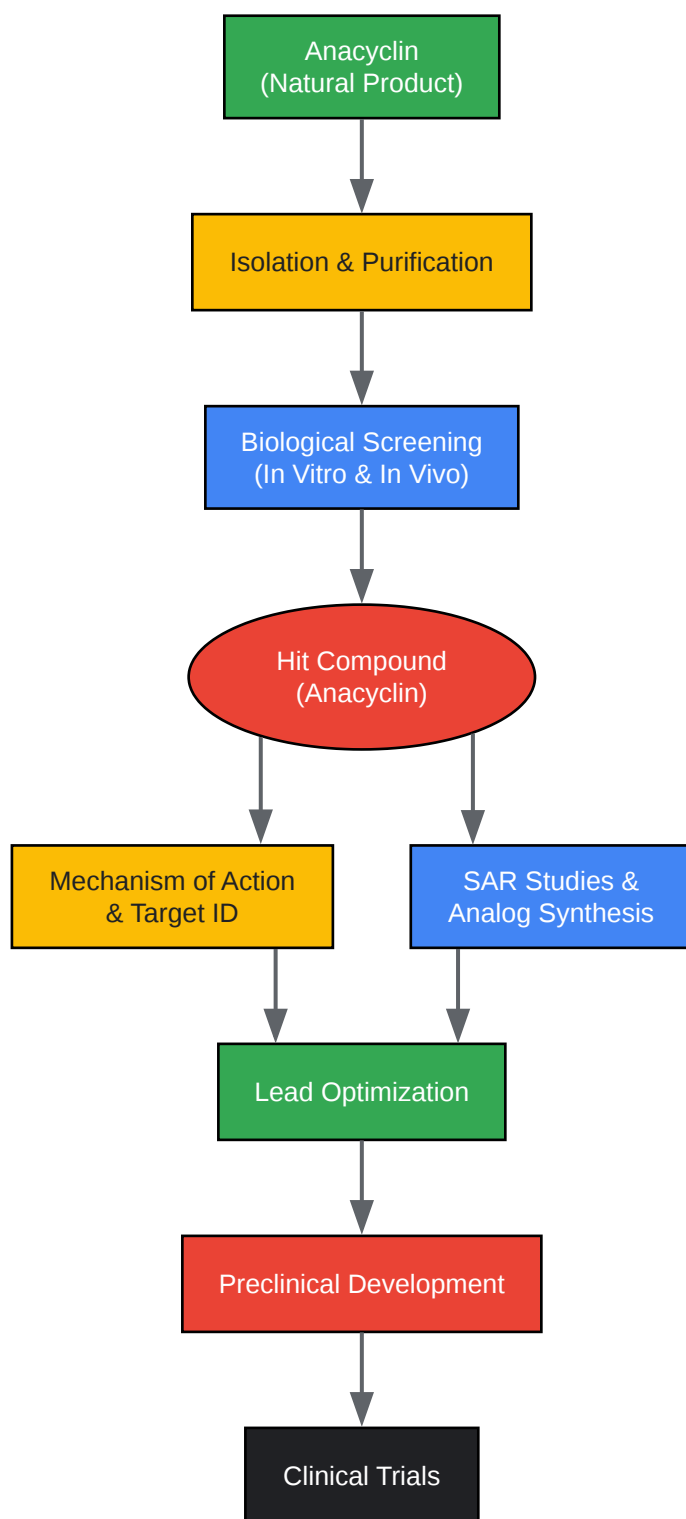 Anacyclin
(Natural Product)
Isolation & Purification
Biological Screening
(In Vitro & In Vivo)
Hit Compound
(Anacyclin)
Mechanism of Action
& Target ID
SAR Studies &
Analog Synthesis
Lead Optimization
Preclinical Development
Clinical Trials